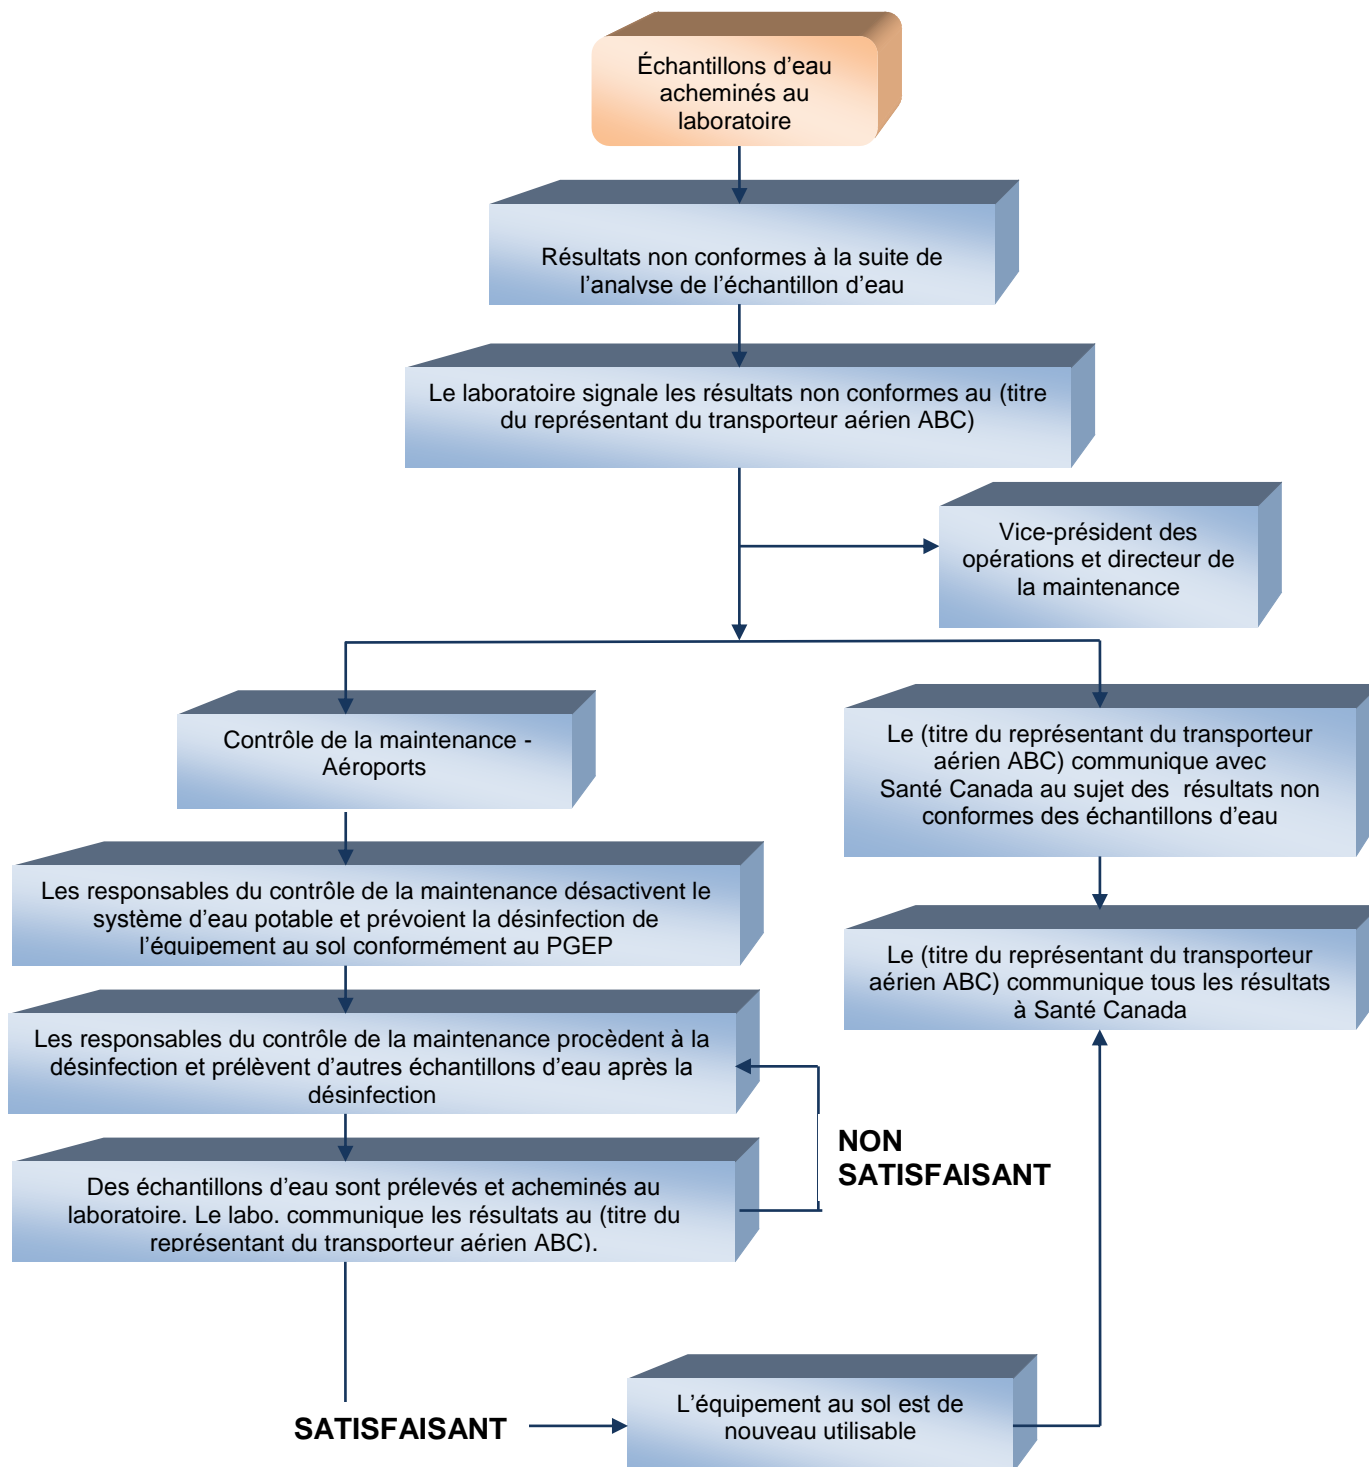 Échantillons d’eau
acheminés au
laboratoire
Résultats non conformes à la suite de
l’analyse de l’échantillon d’eau
Le laboratoire signale les résultats non conformes au (titre
du représentant du transporteur aérien ABC)
Vice-président des
opérations et directeur de
la maintenance
Contrôle de la maintenance -
Aéroports
Le (titre du représentant du transporteur
aérien ABC) communique avec
Santé Canada au sujet des  résultats non
conformes des échantillons d’eau
Les responsables du contrôle de la maintenance désactivent le
système d’eau potable et prévoient la désinfection de
l’équipement au sol conformément au PGEP
Le (titre du représentant du transporteur
aérien ABC) communique tous les résultats
à Santé Canada
Les responsables du contrôle de la maintenance procèdent à la
désinfection et prélèvent d’autres échantillons d’eau après la
désinfection
NON
SATISFAISANT
Des échantillons d’eau sont prélevés et acheminés au
laboratoire. Le labo. communique les résultats au (titre du
représentant du transporteur aérien ABC).
SATISFAISANT
L’équipement au sol est de
nouveau utilisable